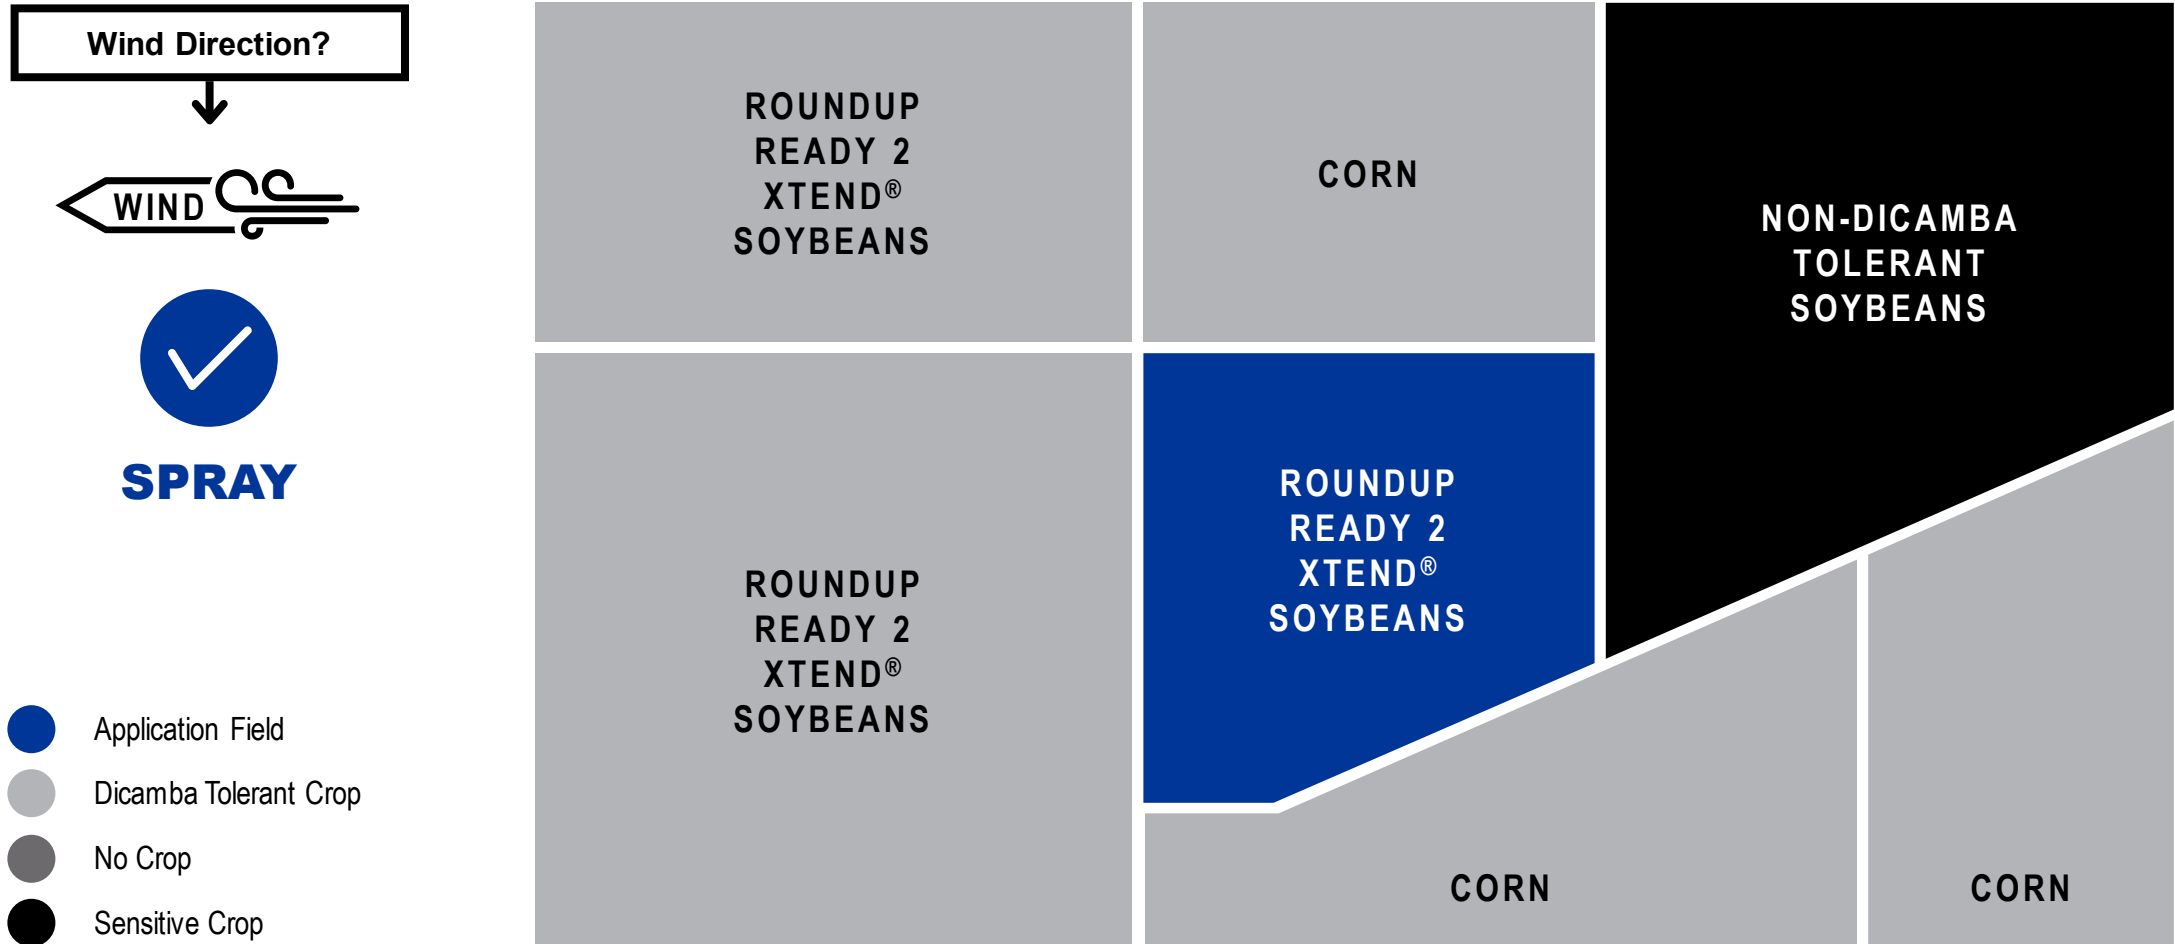 Wind Direction?
WIND
SPRAY
Application Field
Dicamba Tolerant Crop
No Crop
Sensitive Crop
ROUNDUP
READY 2
XTEND®
SOYBEANS
CORN
NON-DICAMBA
TOLERANT
SOYBEANS
ROUNDUP
READY 2
XTEND®
SOYBEANS
ROUNDUP
READY 2
XTEND®
SOYBEANS
CORN
CORN